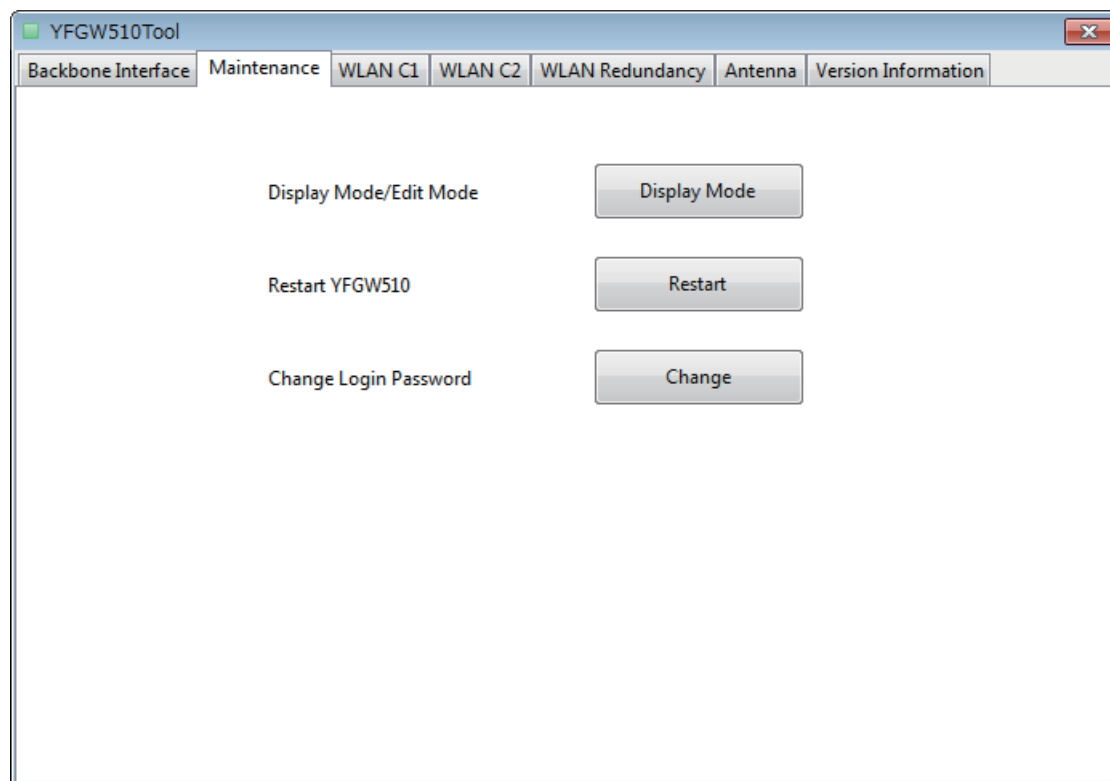 YFGW510Tool
Backbone Interface Maintenance WLAN C1 WLAN C2 WLAN Redundancy Antenna Version Information
Display Mode/Edit Mode Display Mode
Restart YFGW510 Restart
Change Login Password Change